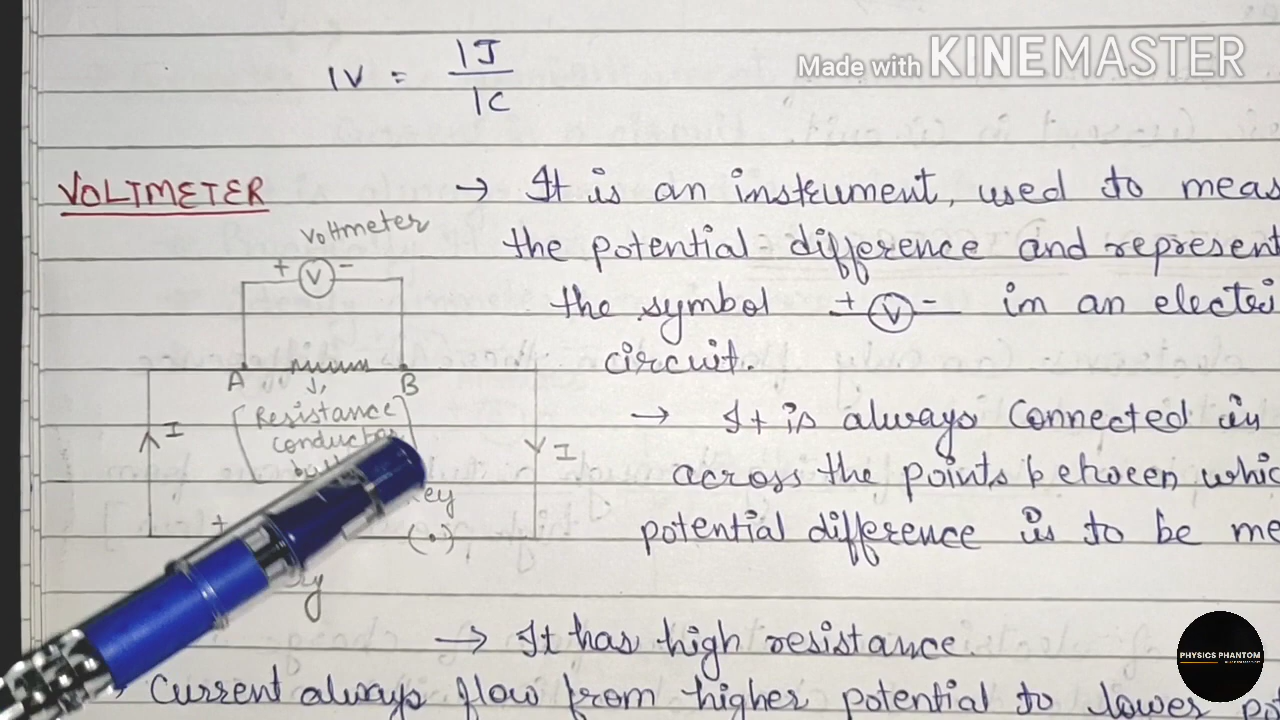 Made with KINEMASTER
1V = 1J
1C
VOLTMETER
→ It is an instrument, used to meas
the potential difference and represent
the symbol + V - in an electri
circuit.
→ It is always connected in
across the points between whic
potential difference is to be me
→ It has high resistance.
Current always flow from higher potential to lower pot
Voltmeter
+ V -
A B
Resistance
conductor
I I
ey
+ (.)
y
PHYSICS PHANTOM